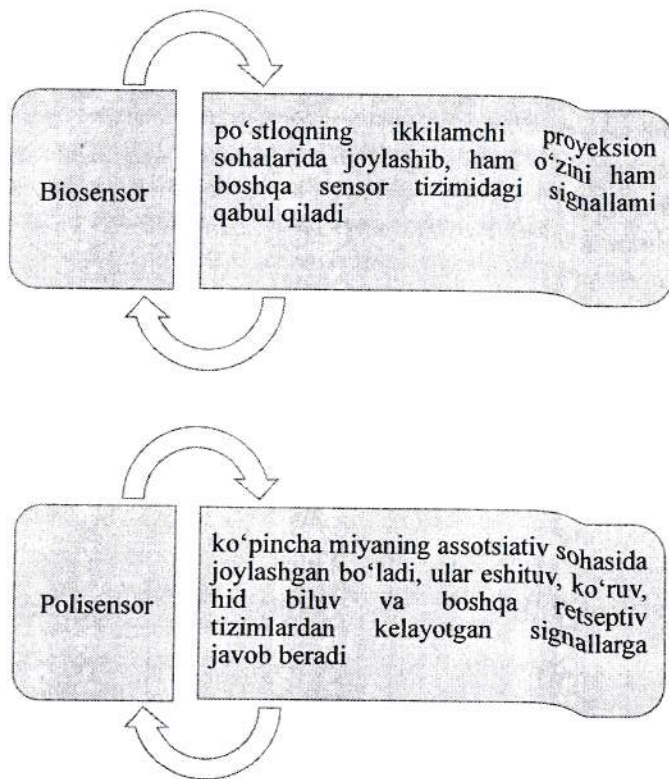 Biosensor
po‘stloqning ikkilamchi proyeksion
sohalarida joylashib, ham o‘zini ham
boshqa sensor tizimidagi signallami
qabul qiladi
Polisensor
ko‘pincha miyaning assotsiativ sohasida
joylashgan bo‘ladi, ular eshituv, ko‘ruv,
hid biluv va boshqa retseptiv
tizimlardan kelayotgan signallarga
javob beradi